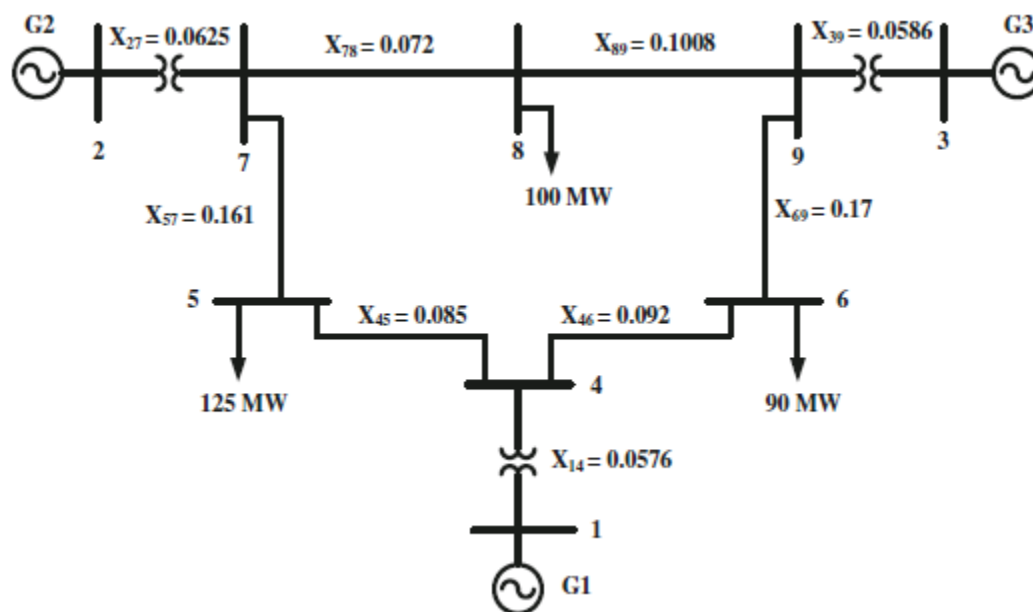 G2
X27 = 0.0625
X78 = 0.072
X89 = 0.1008
X39 = 0.0586
G3
2
7
8
9
3
100 MW
X57 = 0.161
X69 = 0.17
5
6
X45 = 0.085
X46 = 0.092
4
125 MW
90 MW
X14 = 0.0576
1
G1